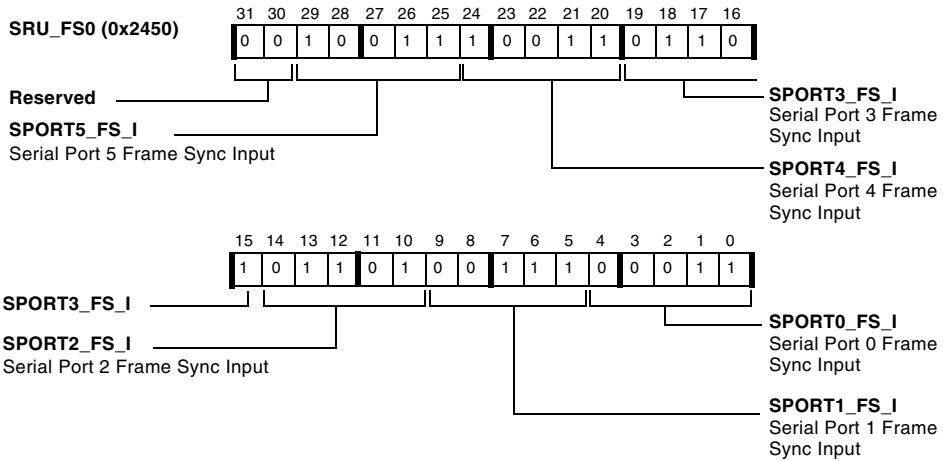 SRU_FS0 (0x2450)
31 30 29 28 27 26 25 24 23 22 21 20 19 18 17 16
0 0 1 0 0 1 1 1 0 0 1 1 0 1 1 0
Reserved
SPORT5_FS_I
Serial Port 5 Frame Sync Input
SPORT3_FS_I
Serial Port 3 Frame
Sync Input
SPORT4_FS_I
Serial Port 4 Frame
Sync Input
15 14 13 12 11 10 9 8 7 6 5 4 3 2 1 0
1 0 1 1 0 1 0 0 1 1 1 0 0 0 1 1
SPORT3_FS_I
SPORT2_FS_I
Serial Port 2 Frame Sync Input
SPORT0_FS_I
Serial Port 0 Frame
Sync Input
SPORT1_FS_I
Serial Port 1 Frame
Sync Input